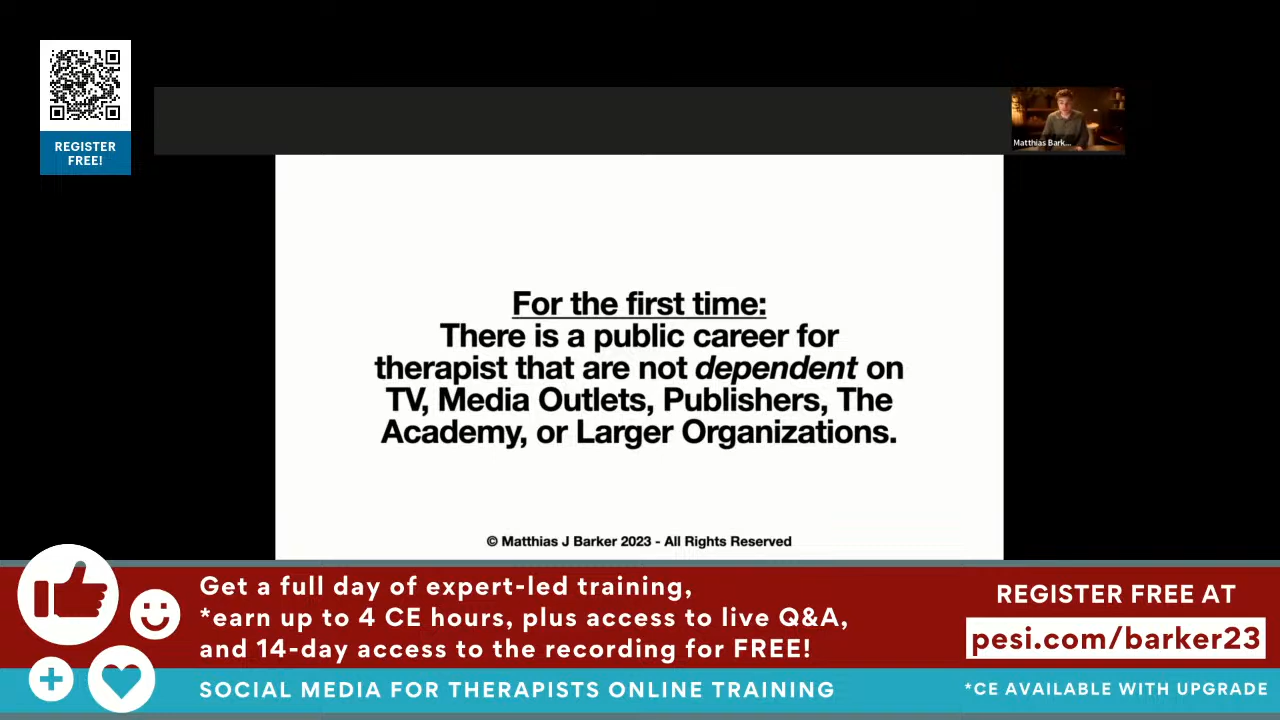 REGISTER
FREE!
Matthias Bark...
For the first time:
There is a public career for
therapist that are not dependent on
TV, Media Outlets, Publishers, The
Academy, or Larger Organizations.
© Matthias J Barker 2023 - All Rights Reserved
Get a full day of expert-led training,
*earn up to 4 CE hours, plus access to live Q&A,
and 14-day access to the recording for FREE!
REGISTER FREE AT
pesi.com/barker23
SOCIAL MEDIA FOR THERAPISTS ONLINE TRAINING
*CE AVAILABLE WITH UPGRADE